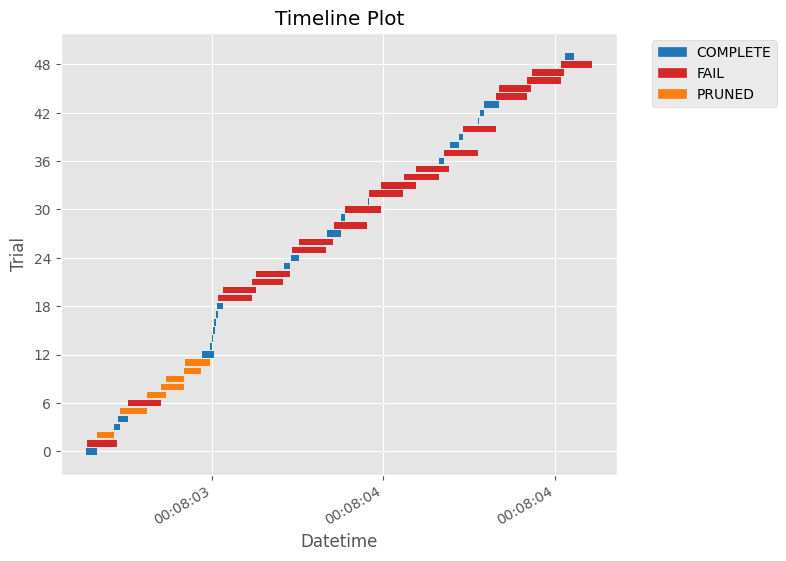 Timeline Plot
COMPLETE
FAIL
PRUNED
Trial
48
42
36
30
24
18
12
6
0
00:08:03
00:08:04
00:08:04
Datetime